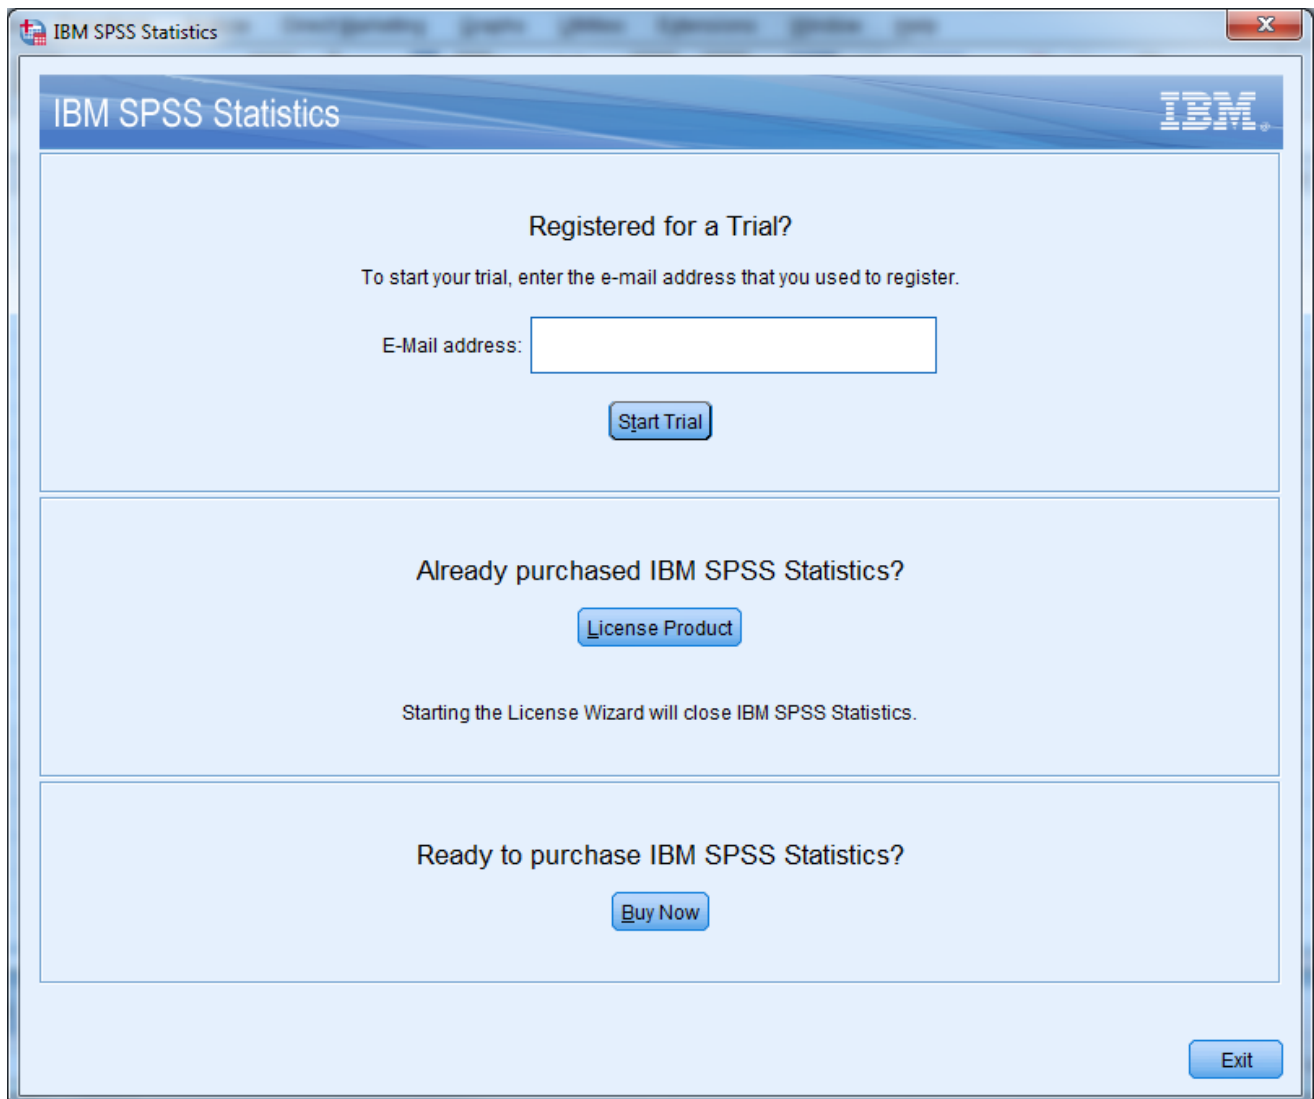 IBM SPSS Statistics
IBM SPSS Statistics
IBM
Registered for a Trial?
To start your trial, enter the e-mail address that you used to register.
E-Mail address:
Start Trial
Already purchased IBM SPSS Statistics?
License Product
Starting the License Wizard will close IBM SPSS Statistics.
Ready to purchase IBM SPSS Statistics?
Buy Now
Exit